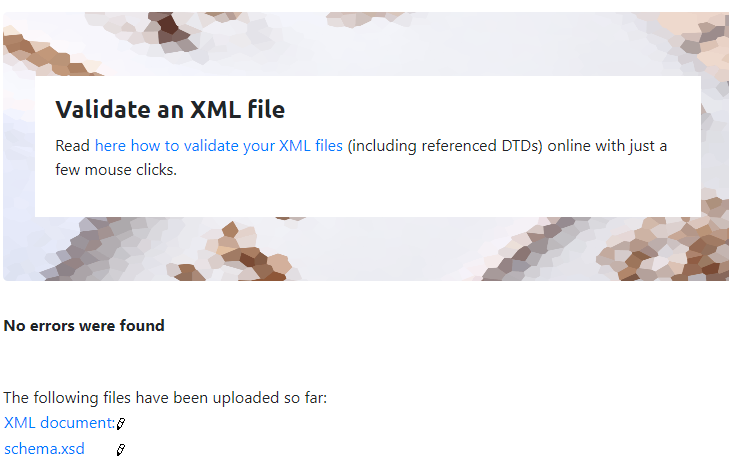 Validate an XML file
Read here how to validate your XML files (including referenced DTDs) online with just a
few mouse clicks.
No errors were found
The following files have been uploaded so far:
XML document:
schema.xsd